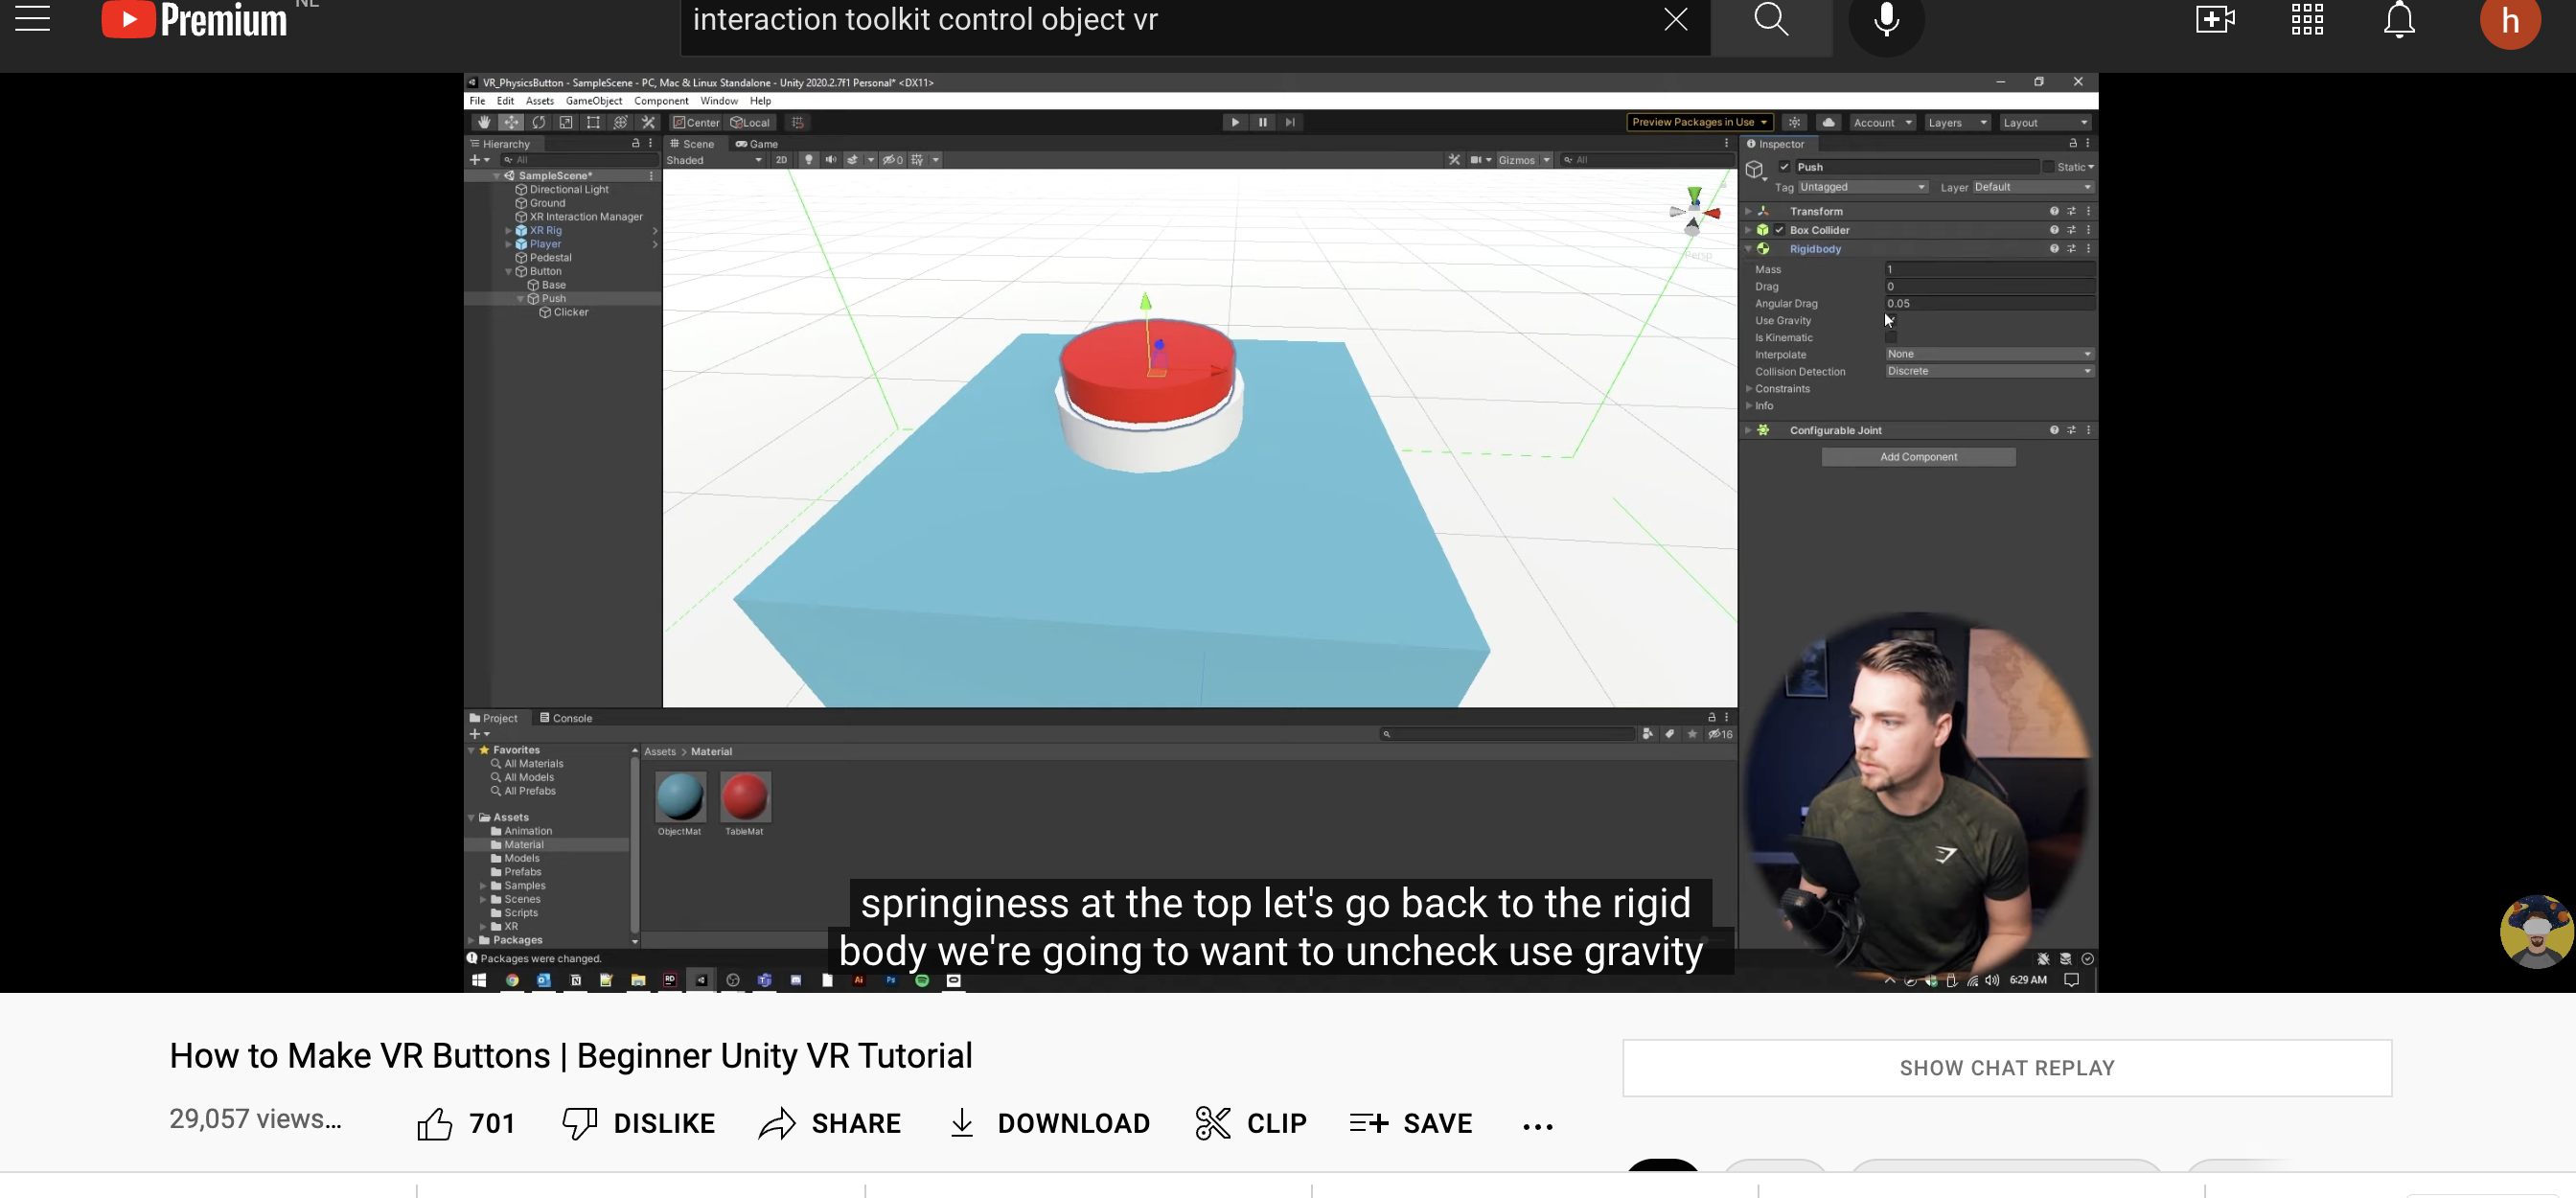 NL
Premium
interaction toolkit control object vr
h
VR_PhysicsButton - SampleScene - PC, Mac & Linux Standalone - Unity 2020.2.7f1 Personal* <DX11>
File Edit Assets GameObject Component Window Help
Center Local
Preview Packages in Use
Account Layers Layout
Hierarchy
Scene Game
Inspector
All
Shaded 2D 0 Gizmos All
Push Static
Tag Untagged Layer Default
SampleScene*
Directional Light
Ground
XR Interaction Manager
XR Rig
Player
Pedestal
Button
Base
Push
Clicker
Persp
Transform
Box Collider
Rigidbody
Mass 1
Drag 0
Angular Drag 0.05
Use Gravity
Is Kinematic
Interpolate None
Collision Detection Discrete
Constraints
Info
Configurable Joint
Add Component
Project Console
16
Favorites
All Materials
All Models
All Prefabs
Assets
Animation
Material
Models
Prefabs
Samples
Scenes
Scripts
XR
Packages
Assets > Material
ObjectMat TableMat
springiness at the top let's go back to the rigid
body we're going to want to uncheck use gravity
Packages were changed.
RD
Ai Ps
6:29 AM
How to Make VR Buttons | Beginner Unity VR Tutorial
29,057 views...
701 DISLIKE SHARE DOWNLOAD CLIP SAVE
SHOW CHAT REPLAY